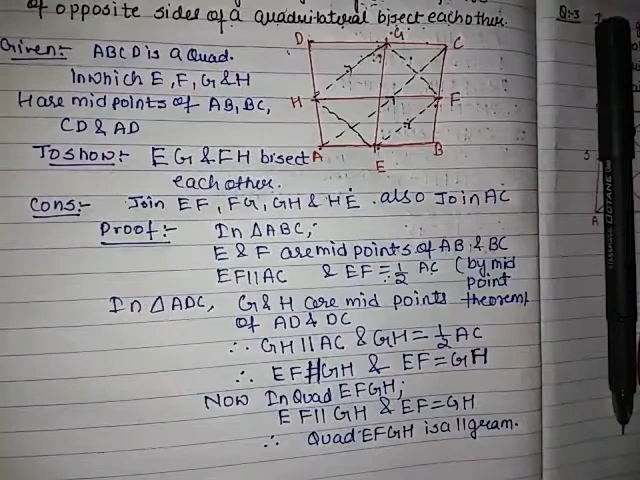 of opposite sides of a quadrilateral bisect each other.
Q:-3
Given:- ABCD is a Quad.
In which E, F, G & H
H are mid points of AB, BC,
CD & AD
To show:- EG & FH bisect
each other.
D G C
H F
A E B
Cons:- Join EF, FG, GH & HE. also Join AC
Proof:- In △ABC,
E & F are mid points of AB & BC
EF || AC & EF = 1/2 AC (by mid
point
theorem)
In △ADC, G & H are mid points
of AD & DC
∴ GH || AC & GH = 1/2 AC
∴ EF || GH & EF = GH
Now In Quad EFGH;
EF || GH & EF = GH
∴ Quad EFGH is a ||gram.
S
A
OCTANE